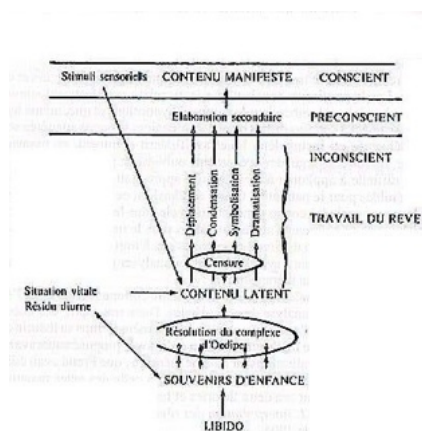 Stimuli sensoriels CONTENU MANIFESTE CONSCIENT
Elaboration secondaire PRECONSCIENT
INCONSCIENT
Déplacement
Condensation
Symbolisation
Dramatisation
TRAVAIL DU REVE
Censure
Situation vitale
Résidu diurne
CONTENU LATENT
Résolution du complexe
d'Oedipe
SOUVENIRS D'ENFANCE
LIBIDO